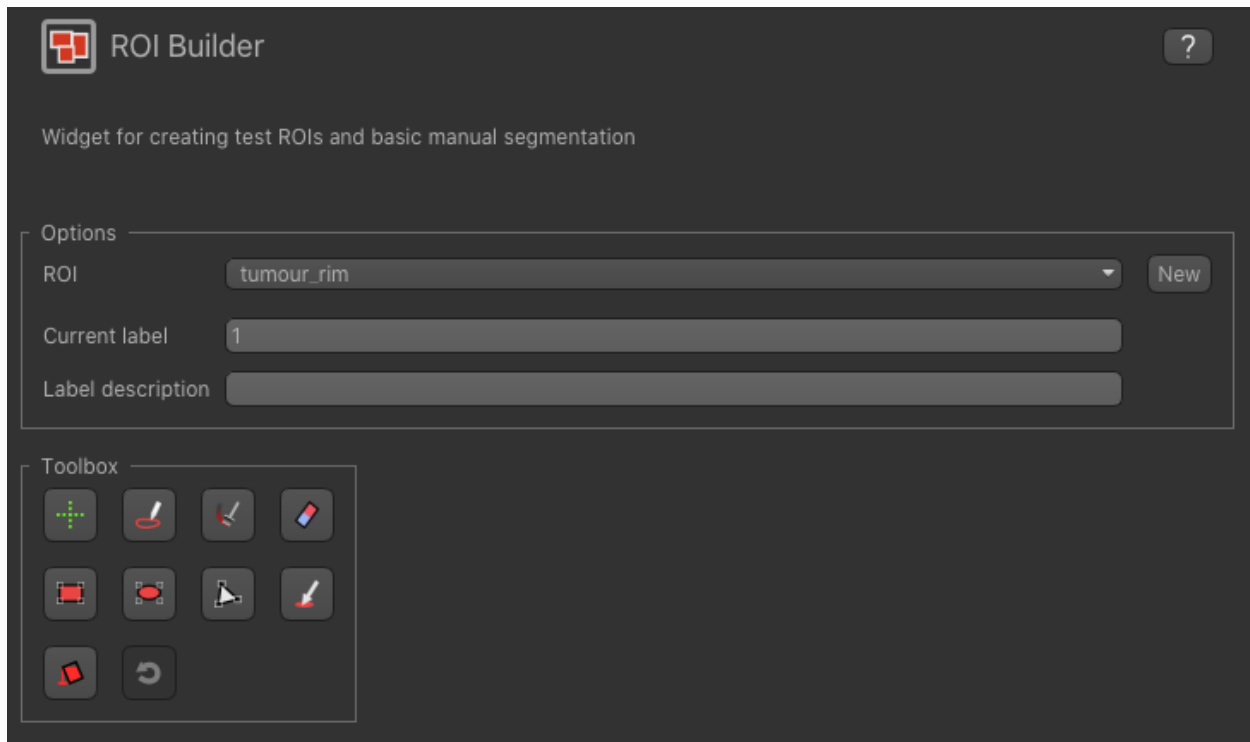 ROI Builder
?
Widget for creating test ROIs and basic manual segmentation
Options
ROI
tumour_rim
New
Current label
1
Label description
Toolbox